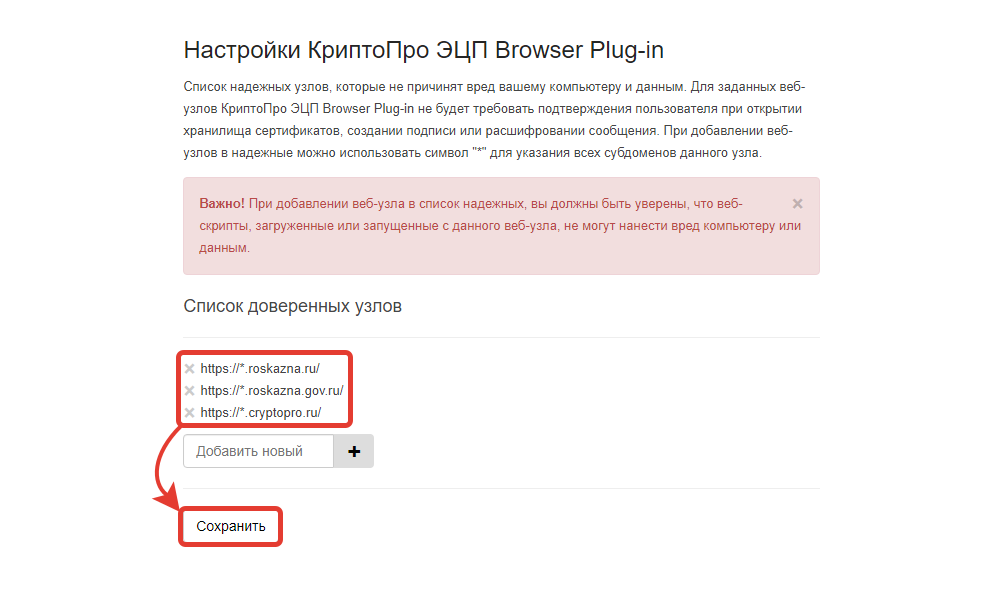 Настройки КриптоПро ЭЦП Browser Plug-in
Список надежных узлов, которые не причинят вред вашему компьютеру и данным. Для заданных веб-
узлов КриптоПро ЭЦП Browser Plug-in не будет требовать подтверждения пользователя при открытии
хранилища сертификатов, создании подписи или расшифровании сообщения. При добавлении веб-
узлов в надежные можно использовать символ "*" для указания всех субдоменов данного узла.
Важно! При добавлении веб-узла в список надежных, вы должны быть уверены, что веб-
скрипты, загруженные или запущенные с данного веб-узла, не могут нанести вред компьютеру или
данным.
Список доверенных узлов
https://*.roskazna.ru/
https://*.roskazna.gov.ru/
https://*.cryptopro.ru/
Добавить новый
Сохранить